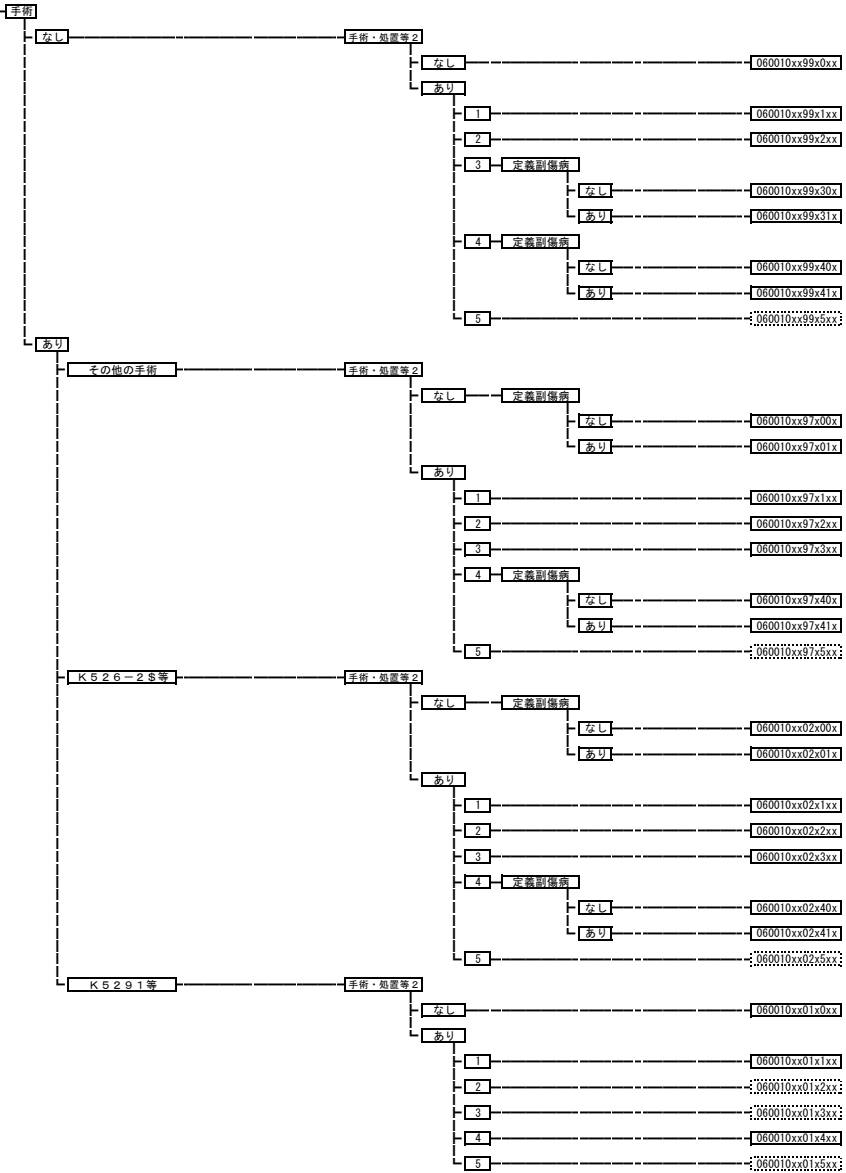 手術
なし 手術・処置等2
なし 060010xx99x0xx
あり
1 060010xx99x1xx
2 060010xx99x2xx
3 定義副傷病
なし 060010xx99x30x
あり 060010xx99x31x
4 定義副傷病
なし 060010xx99x40x
あり 060010xx99x41x
5 060010xx99x5xx
あり
その他の手術 手術・処置等2
なし 定義副傷病
なし 060010xx97x00x
あり 060010xx97x01x
あり
1 060010xx97x1xx
2 060010xx97x2xx
3 060010xx97x3xx
4 定義副傷病
なし 060010xx97x40x
あり 060010xx97x41x
5 060010xx97x5xx
K526-2$等 手術・処置等2
なし 定義副傷病
なし 060010xx02x00x
あり 060010xx02x01x
あり
1 060010xx02x1xx
2 060010xx02x2xx
3 060010xx02x3xx
4 定義副傷病
なし 060010xx02x40x
あり 060010xx02x41x
5 060010xx02x5xx
K5291等 手術・処置等2
なし 060010xx01x0xx
あり
1 060010xx01x1xx
2 060010xx01x2xx
3 060010xx01x3xx
4 060010xx01x4xx
5 060010xx01x5xx